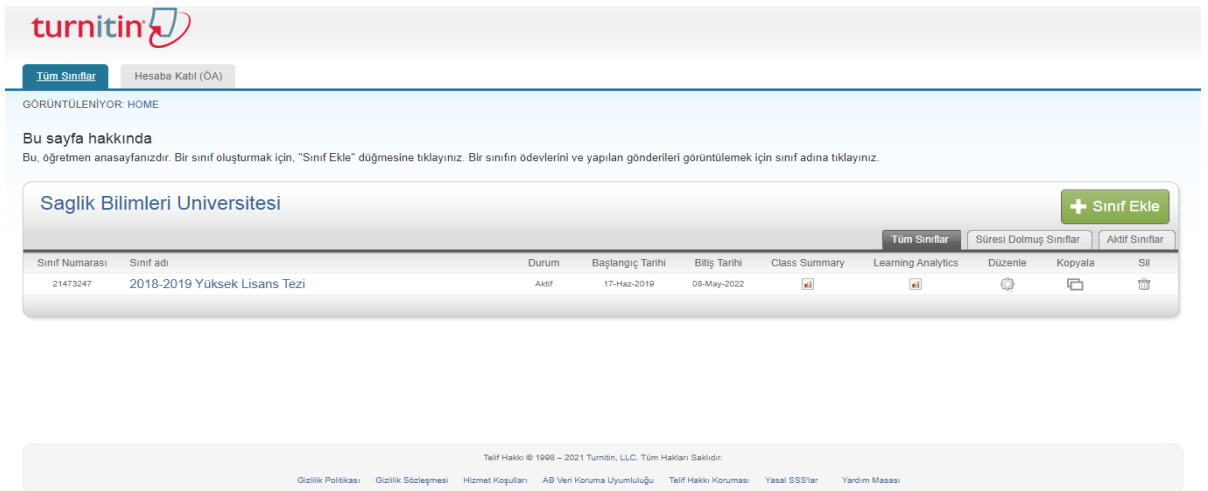 turnitin
Tüm Sınıflar Hesaba Katıl (ÖA)
GÖRÜNTÜLENİYOR: HOME
Bu sayfa hakkında
Bu, öğretmen anasayfanızdır. Bir sınıf oluşturmak için, "Sınıf Ekle" düğmesine tıklayınız. Bir sınıfın ödevlerini ve yapılan gönderileri görüntülemek için sınıf adına tıklayınız.
Saglik Bilimleri Universitesi
Sınıf Ekle
Tüm Sınıflar Süresi Dolmuş Sınıflar Aktif Sınıflar
Sınıf Numarası Sınıf adı Durum Başlangıç Tarihi Bitiş Tarihi Class Summary Learning Analytics Düzenle Kopyala Sil
21473247 2018-2019 Yüksek Lisans Tezi Aktif 17-Haz-2019 08-May-2022
Telif Hakkı © 1998 – 2021 Turnitin, LLC. Tüm Hakları Saklıdır.
Gizlilik Politikası Gizlilik Sözleşmesi Hizmet Koşulları AB Veri Koruma Uyumluluğu Telif Hakkı Koruması Yasal SSS'lar Yardım Masası